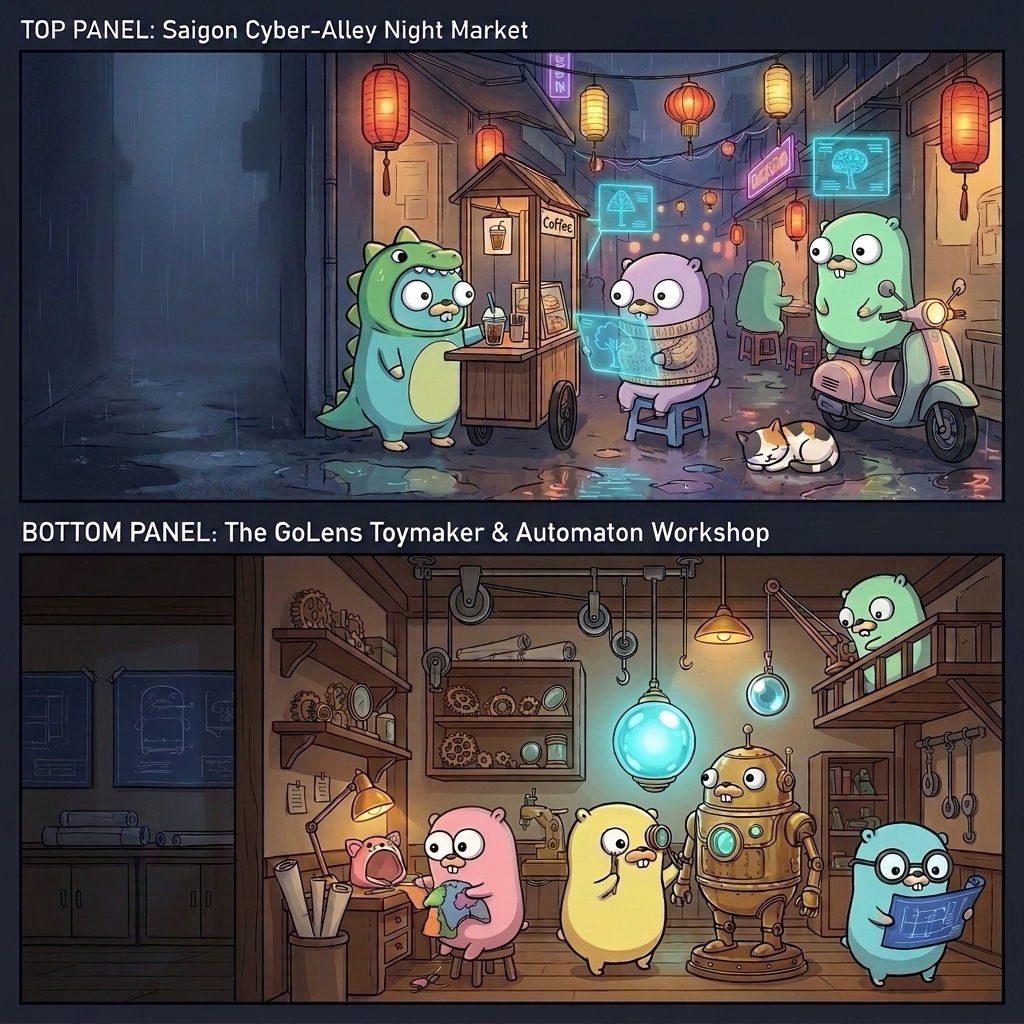 TOP PANEL: Saigon Cyber-Alley Night Market
Coffee
BOTTOM PANEL: The GoLens Toymaker & Automaton Workshop